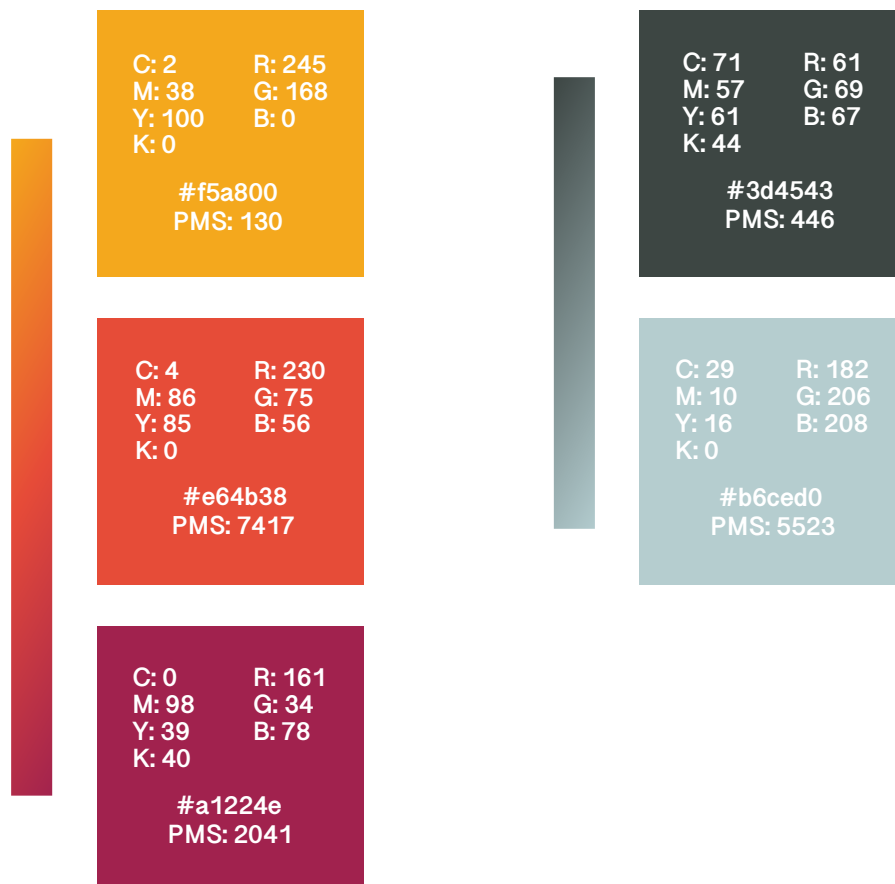 C: 2 R: 245
M: 38 G: 168
Y: 100 B: 0
K: 0
#f5a800
PMS: 130
C: 4 R: 230
M: 86 G: 75
Y: 85 B: 56
K: 0
#e64b38
PMS: 7417
C: 0 R: 161
M: 98 G: 34
Y: 39 B: 78
K: 40
#a1224e
PMS: 2041
C: 71 R: 61
M: 57 G: 69
Y: 61 B: 67
K: 44
#3d4543
PMS: 446
C: 29 R: 182
M: 10 G: 206
Y: 16 B: 208
K: 0
#b6ced0
PMS: 5523